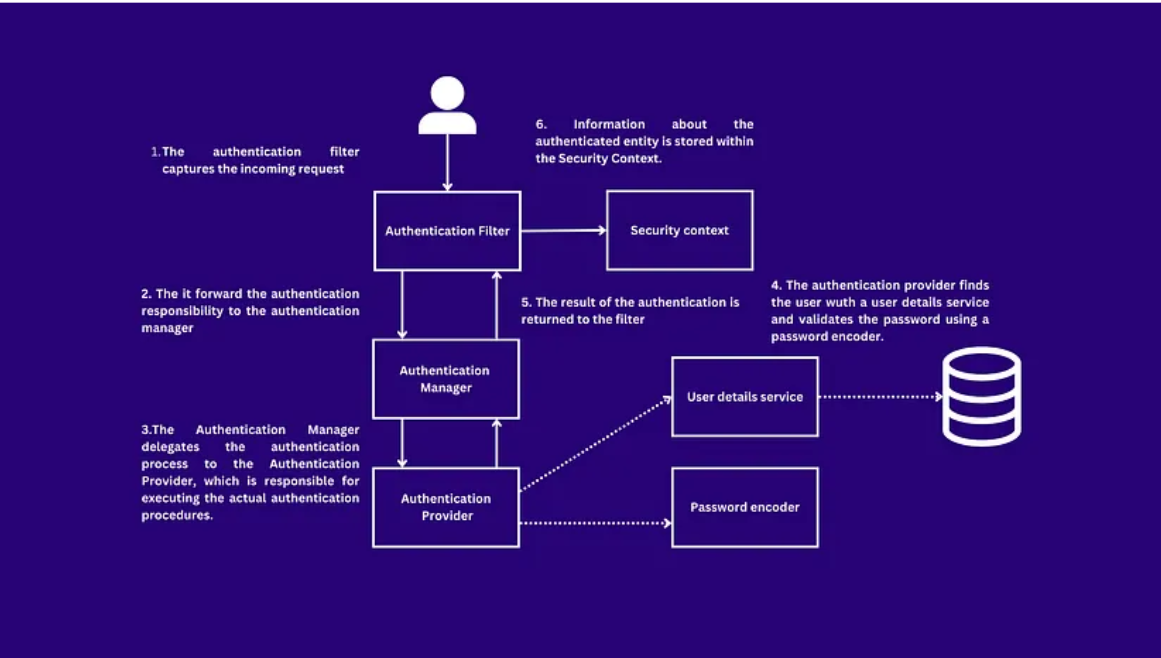 6. Information about the
authenticated entity is stored within
the Security Context.
1.The authentication filter
captures the incoming request
Authentication Filter
Security context
2. The it forward the authentication
responsibility to the authentication
manager
5. The result of the authentication is
returned to the filter
4. The authentication provider finds
the user wuth a user details service
and validates the password using a
password encoder.
Authentication
Manager
User details service
3.The Authentication Manager
delegates the authentication
process to the Authentication
Provider, which is responsible for
executing the actual authentication
procedures.
Authentication
Provider
Password encoder